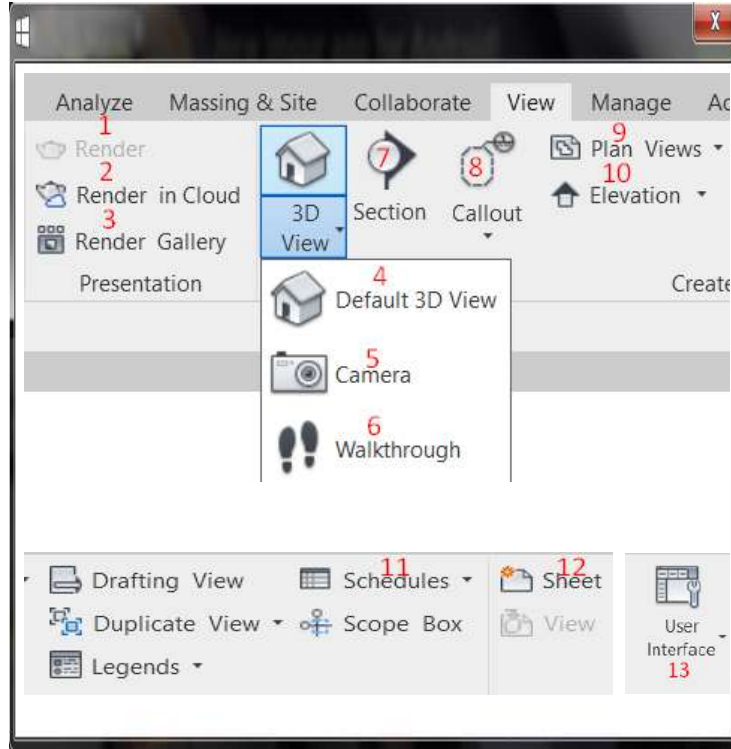 X
Analyze Massing & Site Collaborate View Manage
1
Render
2
Render in Cloud
3
Render Gallery
Presentation
3D
View
7
Section
8
Callout
9
Plan Views
10
Elevation
Create
4
Default 3D View
5
Camera
6
Walkthrough
Drafting View
11
Schedules
12
Sheet
Duplicate View
Scope Box
View
Legends
User
Interface
13